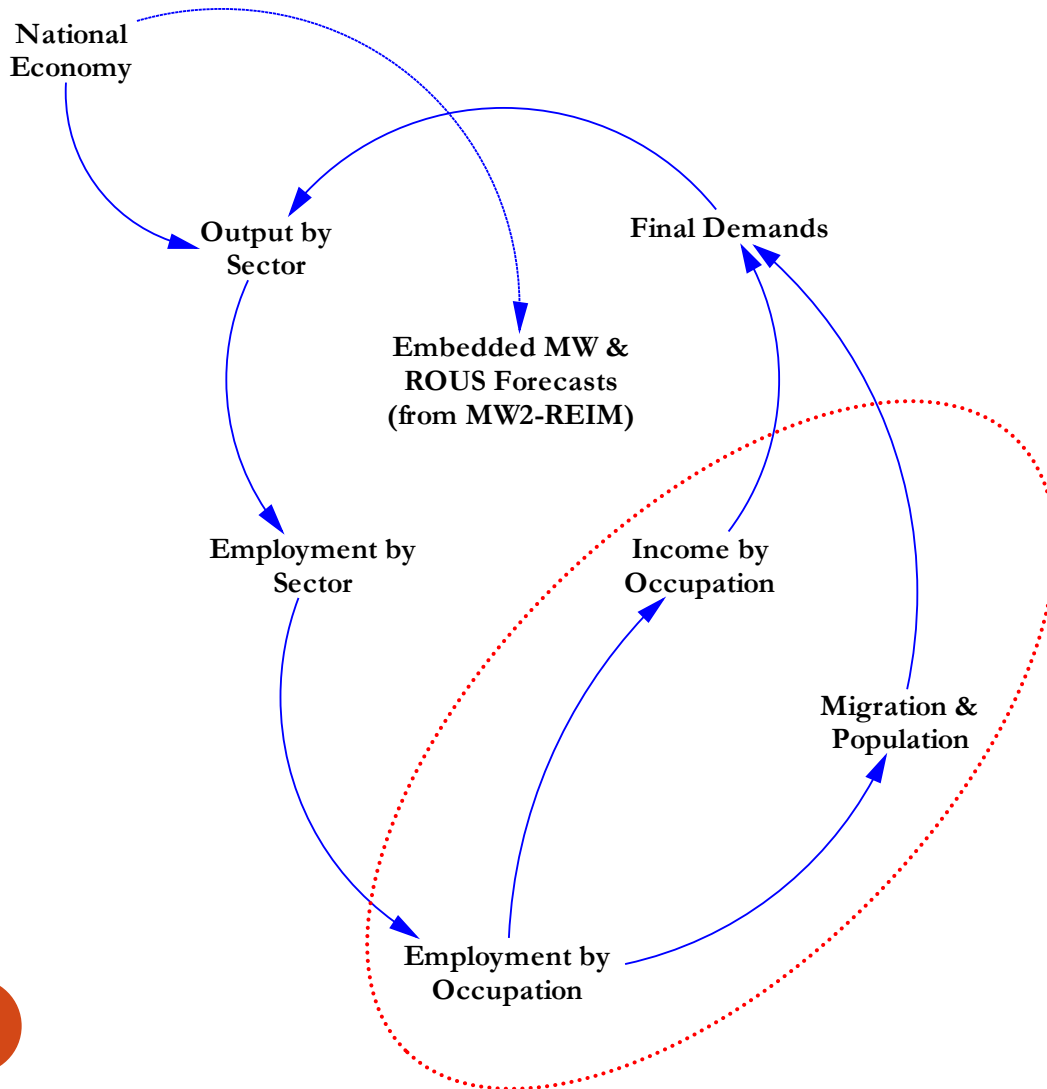 National
Economy
Output by
Sector
Final Demands
Embedded MW &
ROUS Forecasts
(from MW2-REIM)
Employment by
Sector
Income by
Occupation
Migration &
Population
Employment by
Occupation